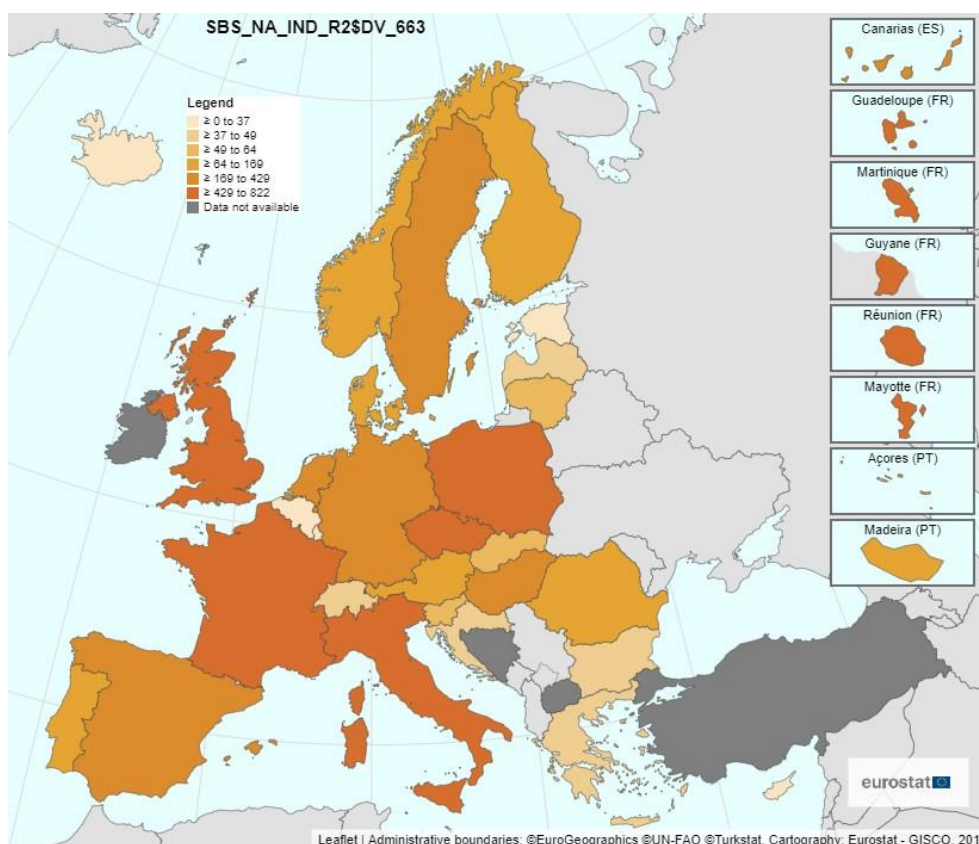 SBS_NA_IND_R2$DV_663
Legend
≥ 0 to 37
≥ 37 to 49
≥ 49 to 64
≥ 64 to 169
≥ 169 to 429
≥ 429 to 822
Data not available
Canarias (ES)
Guadeloupe (FR)
Martinique (FR)
Guyane (FR)
Réunion (FR)
Mayotte (FR)
Açores (PT)
Madeira (PT)
eurostat
Leaflet | Administrative boundaries: ©EuroGeographics ©UN-FAO ©Turkstat, Cartography: Eurostat - GISCO, 201